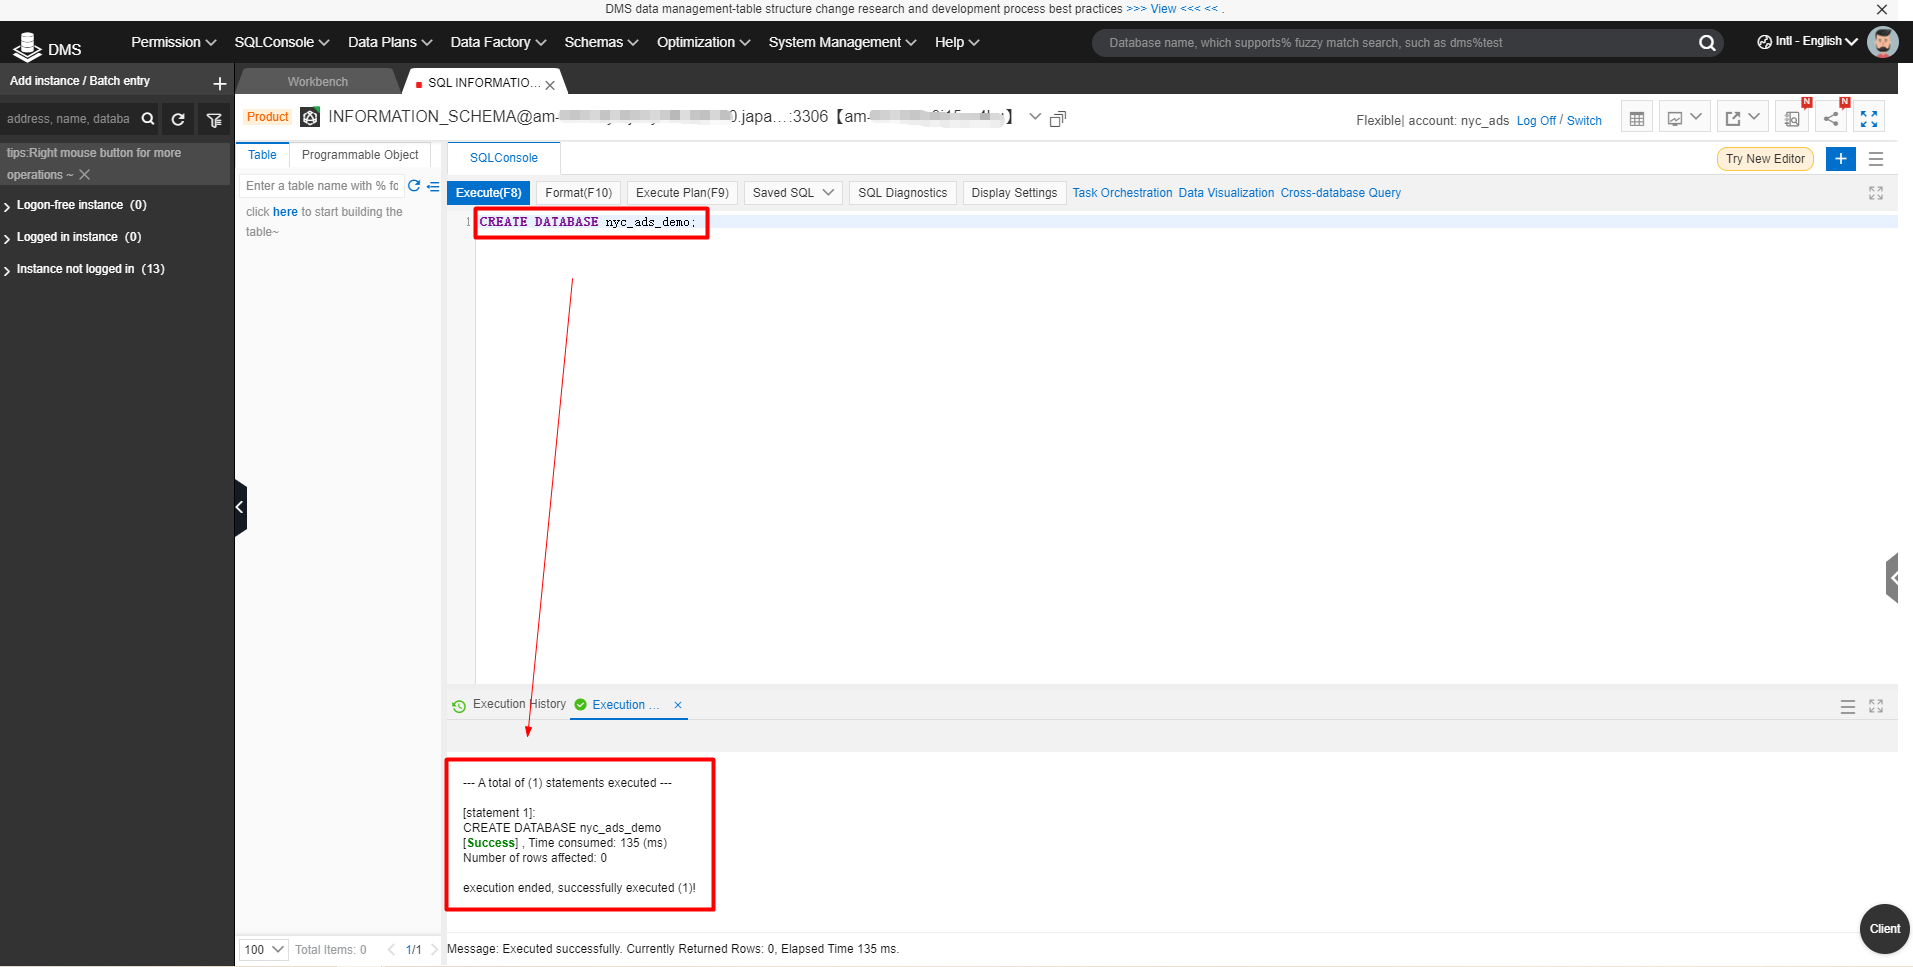 DMS data management-table structure change research and development process best practices >>> View <<< << .
DMS
Permission SQLConsole Data Plans Data Factory Schemas Optimization System Management Help
Database name, which supports% fuzzy match search, such as dms%test
Intl - English
Add instance / Batch entry
Workbench
SQL INFORMATIO...
address, name, databa
Product INFORMATION_SCHEMA@am- 0.japa...:3306【am- 】
Flexible| account: nyc_ads Log Off / Switch
N N
tips:Right mouse button for more
operations ~
Table Programmable Object
SQLConsole
Try New Editor
Enter a table name with % fo
Execute(F8) Format(F10) Execute Plan(F9) Saved SQL SQL Diagnostics Display Settings Task Orchestration Data Visualization Cross-database Query
Logon-free instance (0)
Logged in instance (0)
Instance not logged in (13)
click here to start building the
table~
1 CREATE DATABASE nyc_ads_demo;
Execution History Execution ...
--- A total of (1) statements executed ---
[statement 1]:
CREATE DATABASE nyc_ads_demo
[Success] , Time consumed: 135 (ms)
Number of rows affected: 0
execution ended, successfully executed (1)!
Client
100 Total Items: 0 1/1
Message: Executed successfully. Currently Returned Rows: 0, Elapsed Time 135 ms.